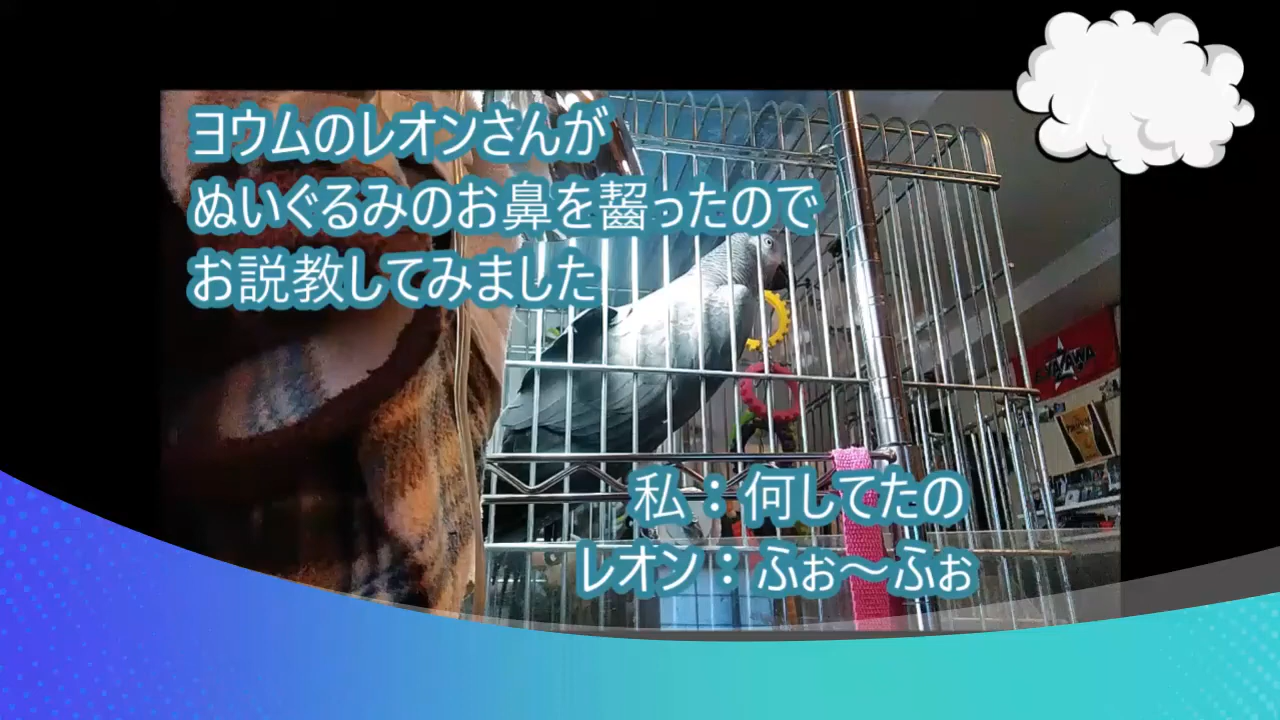 ヨウムのレオンさんが
ぬいぐるみのお鼻を齧ったので
お説教してみました
私：何してたの
レオン：ふぉ～ふぉ